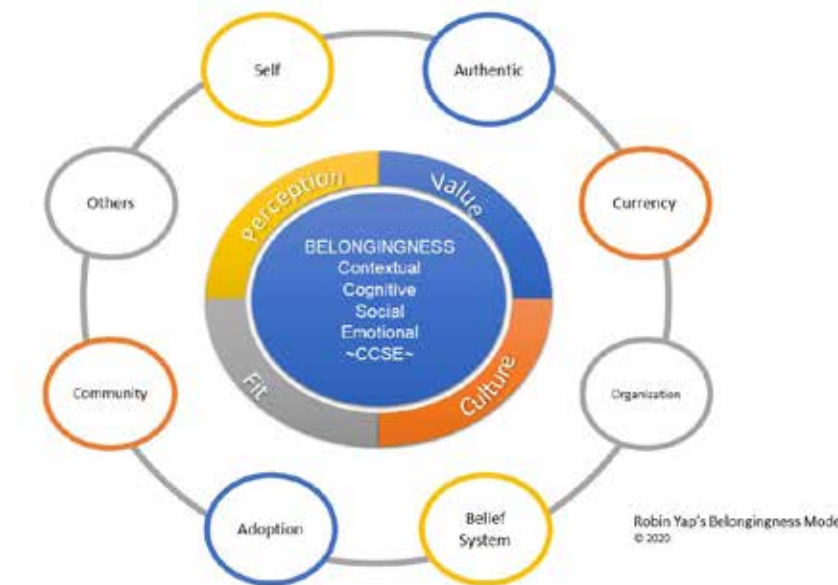 Self
Authentic
Others
Perception
Value
Currency
BELONGINGNESS
Contextual
Cognitive
Social
Emotional
~CCSE~
Community
Fit
Culture
Organization
Adoption
Belief
System
Robin Yap's Belongingness Mode
© 2020